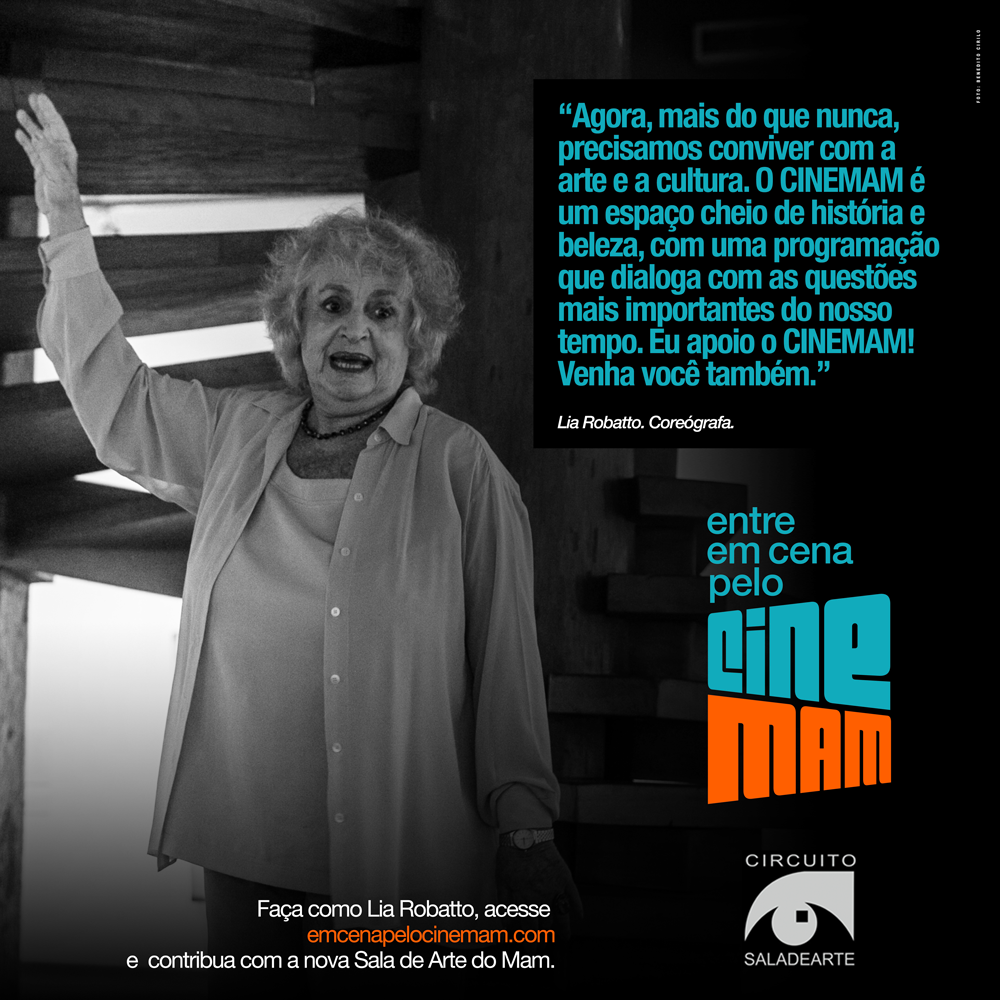 FOTO: BENEDITO CIRILO
“Agora, mais do que nunca,
precisamos conviver com a
arte e a cultura. O CINEMAM é
um espaço cheio de história e
beleza, com uma programação
que dialoga com as questões
mais importantes do nosso
tempo. Eu apoio o CINEMAM!
Venha você também.”
Lia Robatto. Coreógrafa.
entre
em cena
pelo
cine
MAM
CIRCUITO
SALADEARTE
Faça como Lia Robatto, acesse
emcenapelocinemam.com
e contribua com a nova Sala de Arte do Mam.